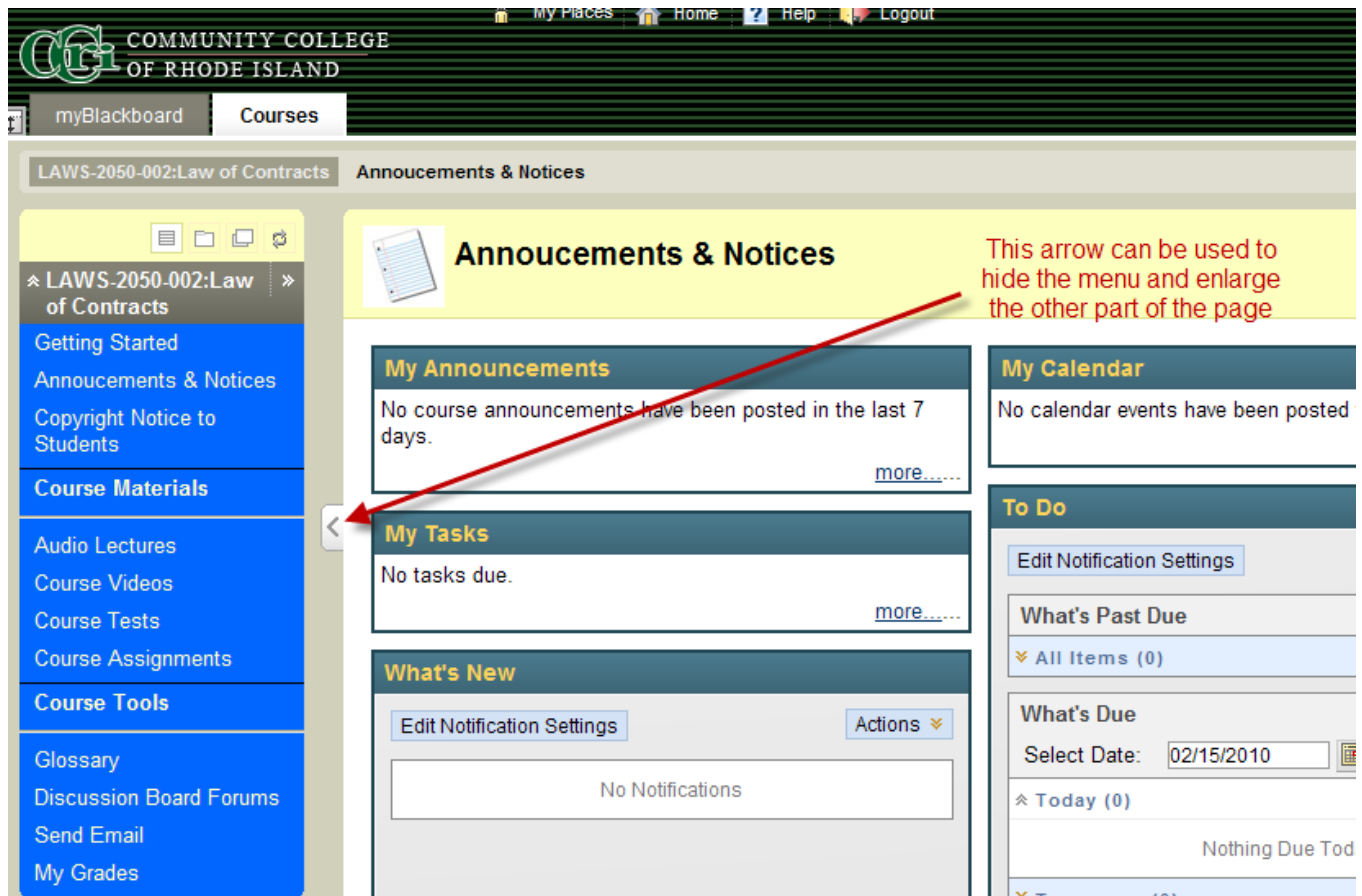 My Places Home Help Logout
COMMUNITY COLLEGE
OF RHODE ISLAND
myBlackboard Courses
LAWS-2050-002:Law of Contracts Annoucements & Notices
LAWS-2050-002:Law
of Contracts
Getting Started
Annoucements & Notices
Copyright Notice to
Students
Course Materials
Audio Lectures
Course Videos
Course Tests
Course Assignments
Course Tools
Glossary
Discussion Board Forums
Send Email
My Grades
Annoucements & Notices
This arrow can be used to
hide the menu and enlarge
the other part of the page
My Announcements
No course announcements have been posted in the last 7
days.
more......
My Tasks
No tasks due.
more......
What's New
Edit Notification Settings Actions
No Notifications
My Calendar
No calendar events have been posted
To Do
Edit Notification Settings
What's Past Due
All Items (0)
What's Due
Select Date: 02/15/2010
Today (0)
Nothing Due Tod